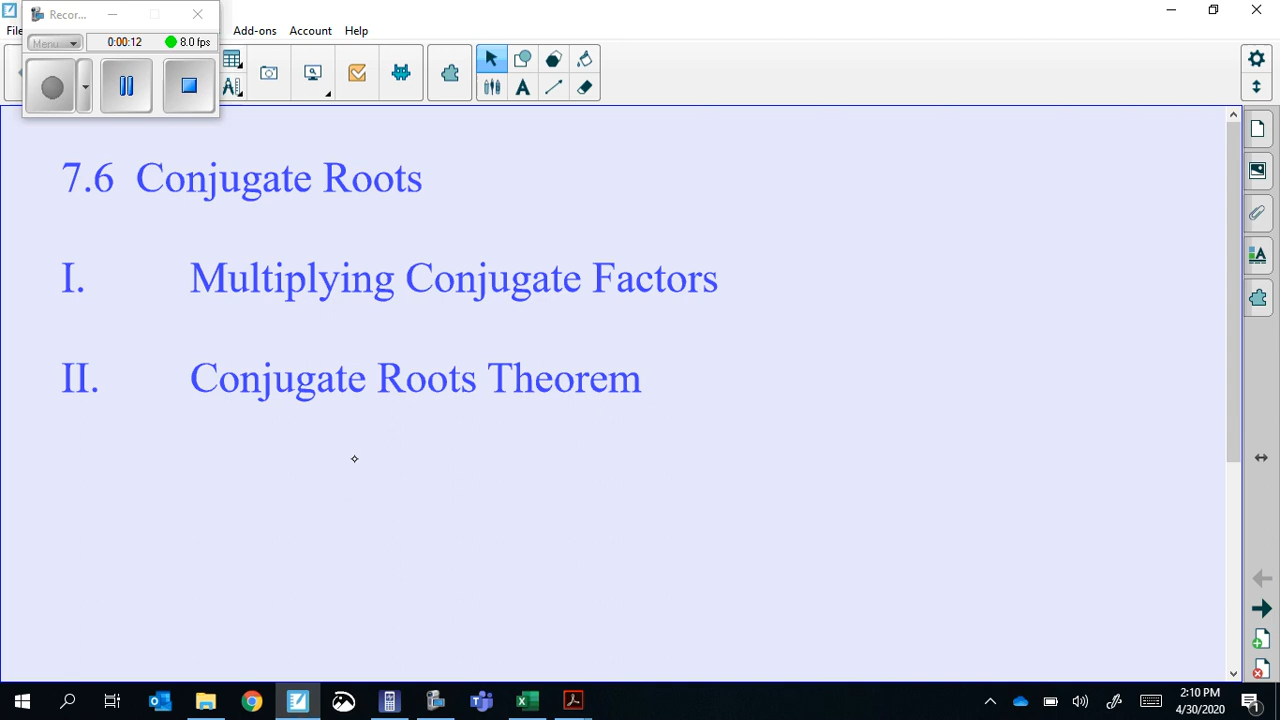 Recor...
File
Add-ons
Account
Help
Menu
0:00:12
8.0 fps
7.6 Conjugate Roots
I. Multiplying Conjugate Factors
II. Conjugate Roots Theorem
2:10 PM
4/30/2020